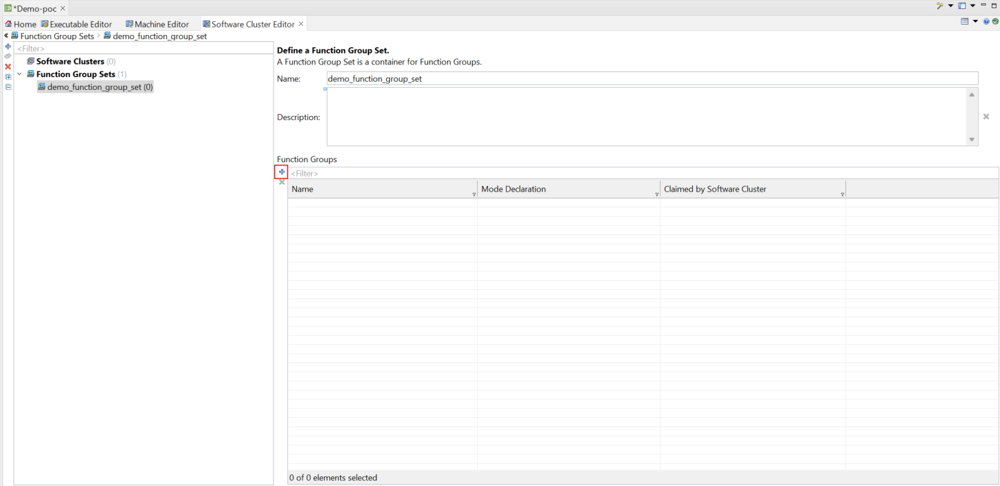 *Demo-poc
Home Executable Editor Machine Editor Software Cluster Editor
Function Group Sets > demo_function_group_set
<Filter>
Software Clusters (0)
Function Group Sets (1)
demo_function_group_set (0)
Define a Function Group Set.
A Function Group Set is a container for Function Groups.
Name: demo_function_group_set
Description:
Function Groups
<Filter>
Name Mode Declaration Claimed by Software Cluster
0 of 0 elements selected